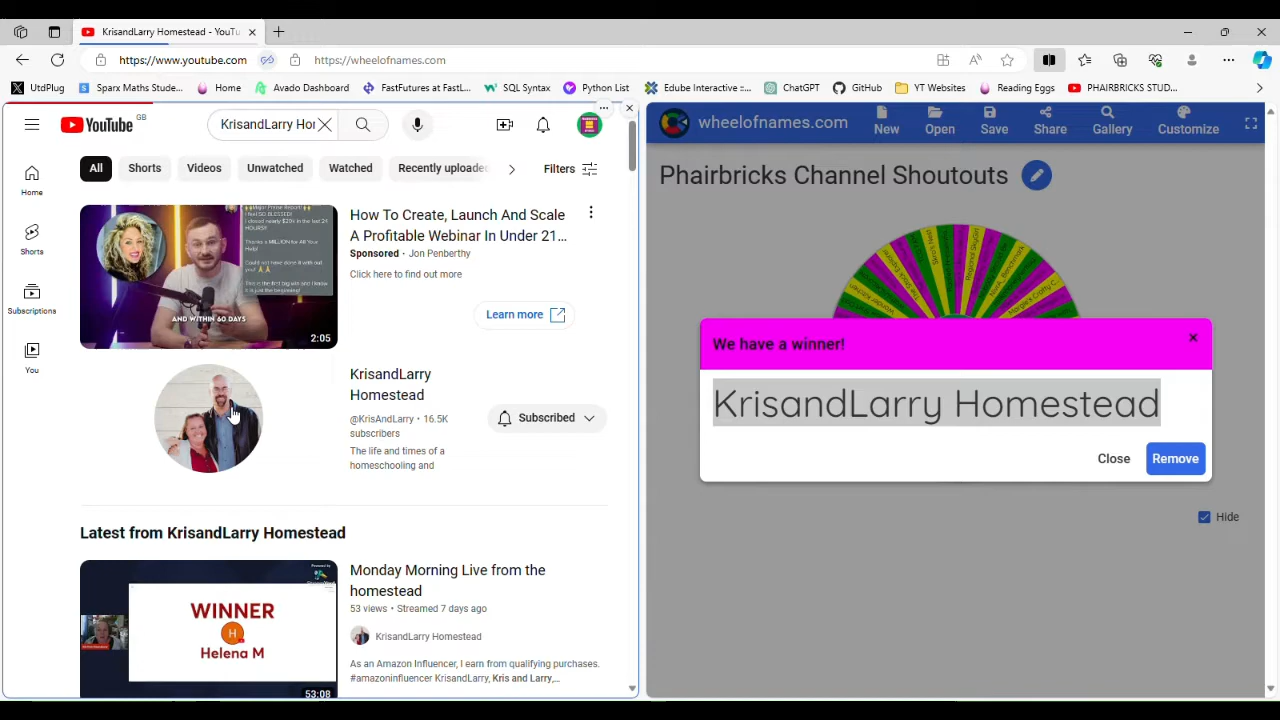 KrisandLarry Homestead - YouTu
https://www.youtube.com
https://wheelofnames.com
UtdPlug
Sparx Maths Stude...
Home
Avado Dashboard
FastFutures at FastL...
SQL Syntax
Python List
Edube Interactive ::...
ChatGPT
GitHub
YT Websites
Reading Eggs
PHAIRBRICKS STUD...
YouTube GB
KrisandLarry Hor
All
Shorts
Videos
Unwatched
Watched
Recently uploade
Filters
Home
Shorts
Subscriptions
You
AND WITHIN 60 DAYS
2:05
How To Create, Launch And Scale
A Profitable Webinar In Under 21...
Sponsored • Jon Penberthy
Click here to find out more
Learn more
KrisandLarry
Homestead
@KrisAndLarry • 16.5K
subscribers
The life and times of a
homeschooling and
Subscribed
Latest from KrisandLarry Homestead
WINNER
H
Helena M
53:08
Monday Morning Live from the
homestead
53 views • Streamed 7 days ago
KrisandLarry Homestead
As an Amazon Influencer, I earn from qualifying purchases.
#amazoninfluencer KrisandLarry, Kris and Larry,...
wheelofnames.com
New
Open
Save
Share
Gallery
Customize
Phairbricks Channel Shoutouts
We have a winner!
KrisandLarry Homestead
Close
Remove
Hide